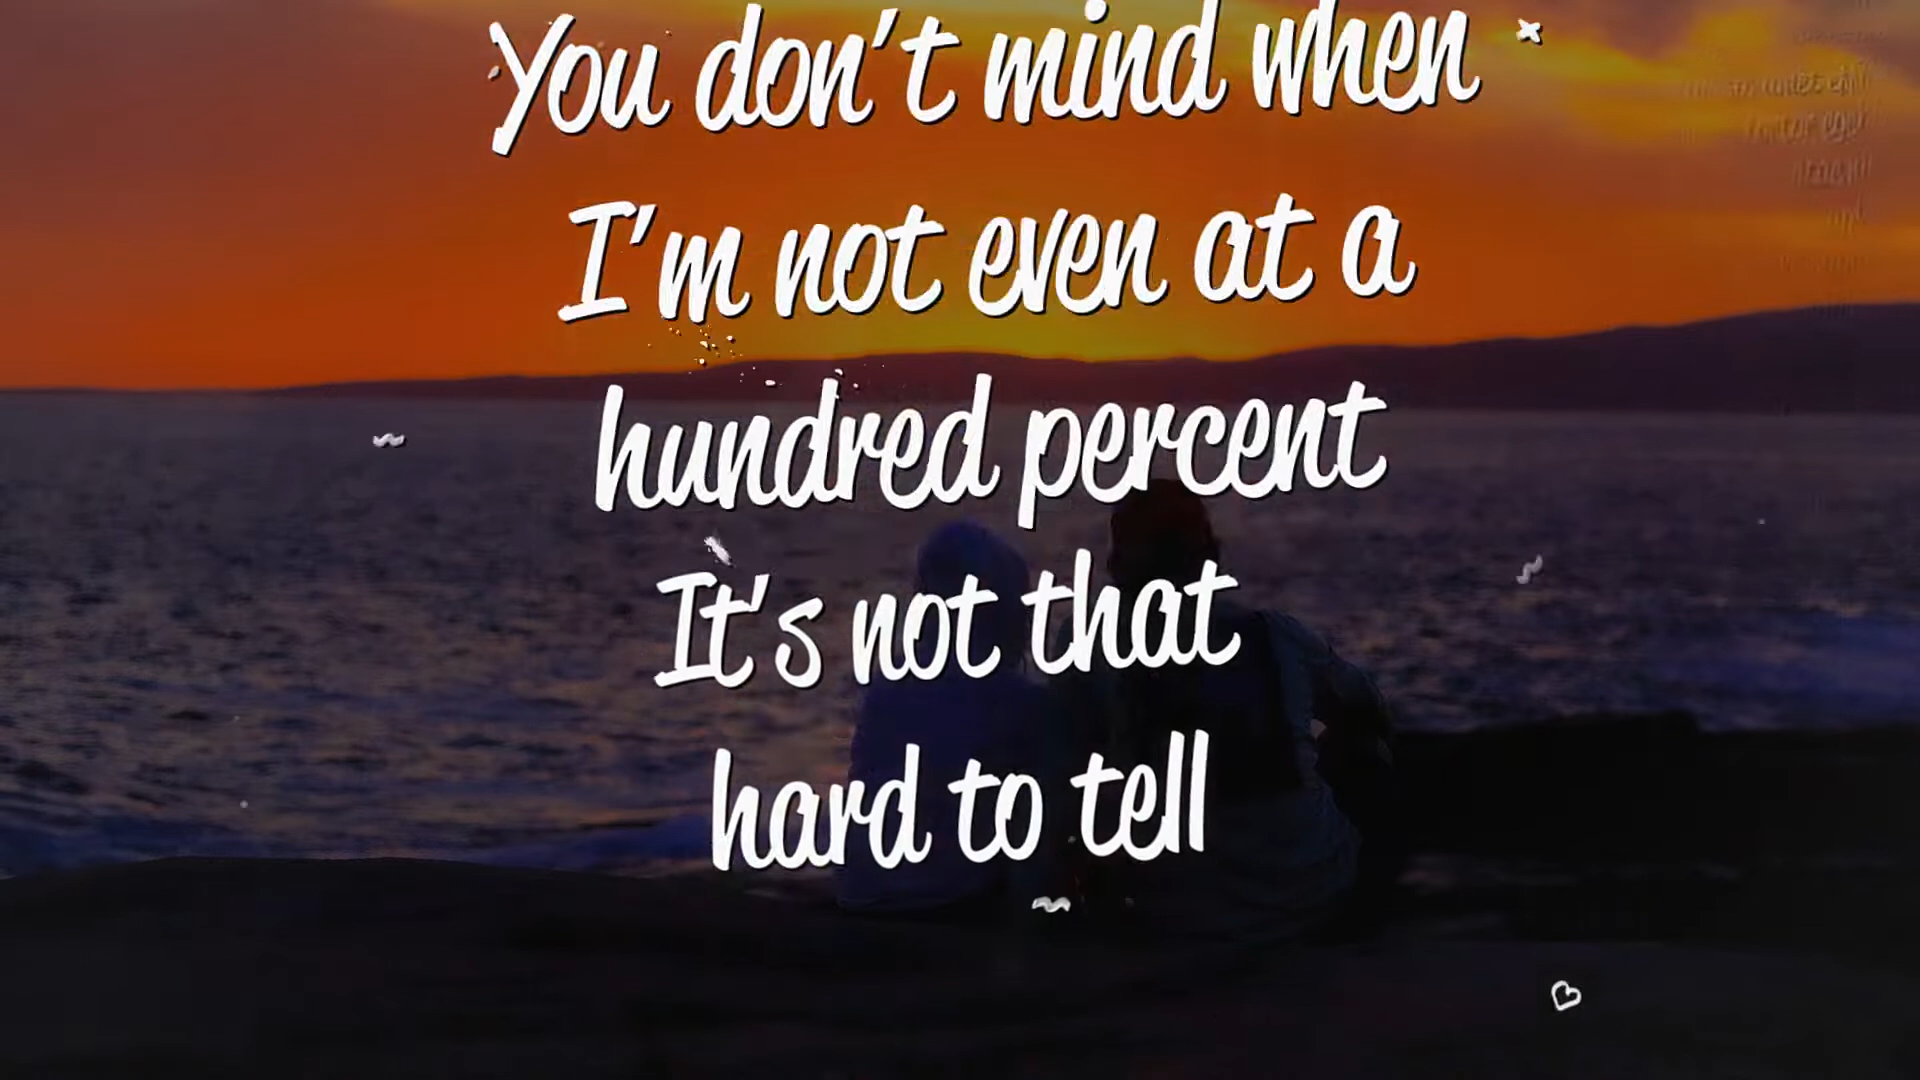 You don't mind when
I'm not even at a
hundred percent
It's not that
hard to tell